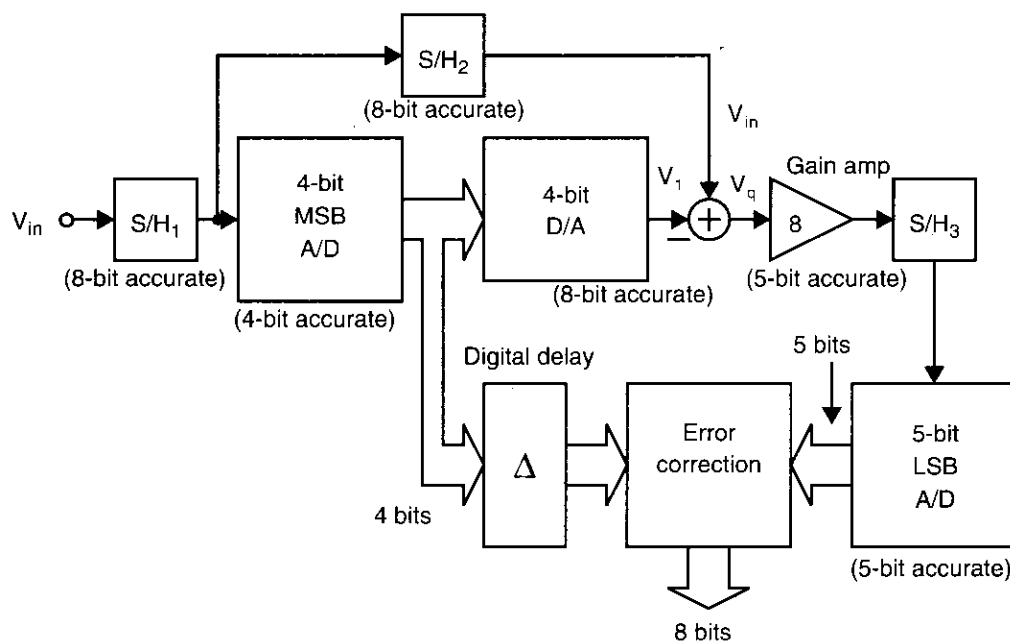 S/H2
(8-bit accurate)
Vin
Gain amp
Vin
S/H1
(8-bit accurate)
4-bit
MSB
A/D
(4-bit accurate)
4-bit
D/A
(8-bit accurate)
V1
+
−
Vq
8
(5-bit accurate)
S/H3
Digital delay
5 bits
Δ
4 bits
Error
correction
5-bit
LSB
A/D
(5-bit accurate)
8 bits